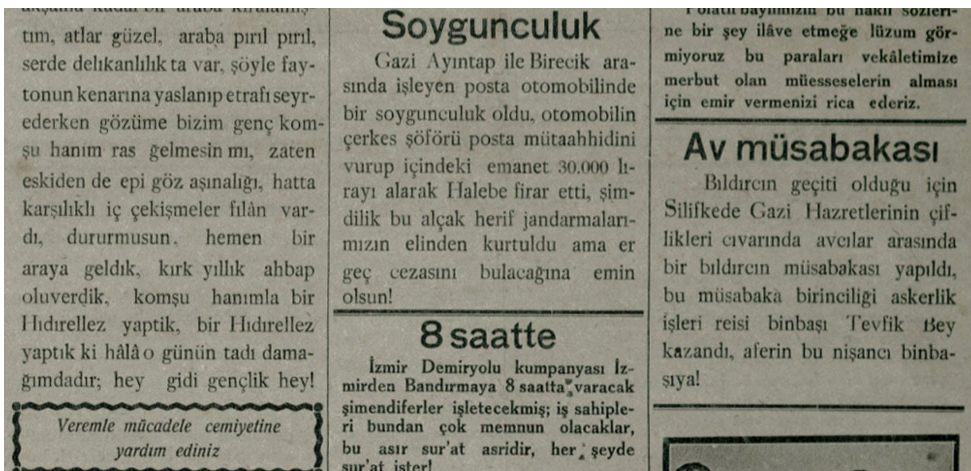 tım, atlar güzel, araba pırıl pırıl,
serde delikanlılık ta var, şöyle fay-
tonun kenarına yaslanıp etrafı seyr-
ederken gözüme bizim genç kom-
şu hanım ras gelmesin mı, zaten
eskiden de epi göz aşınalığı, hatta
karşılıklı iç çekişmeler filân var-
dı, dururmusun, hemen bir
araya geldık, kırk yıllık ahbap
oluverdik, komşu hanımla bir
Hıdırellez yaptik, bir Hıdırellez
yaptık ki hâlâ o günün tadı dama-
ğımdadır; hey gidi gençlik hey!
Veremle mücadele cemiyetine
yardım ediniz
Soygunculuk
Gazi Ayıntap ile Birecik ara-
sında işleyen posta otomobilinde
bir soygunculuk oldu, otomobilin
çerkes şöförü posta mütaahhidini
vurup içindeki emanet 30.000 lı-
rayı alarak Halebe firar etti, şim-
dilik bu alçak herif jandarmaları-
mızın elinden kurtuldu ama er
geç cezasını bulacağına emin
olsun!
8 saatte
İzmir Demiryolu kumpanyası İz-
mirden Bandırmaya 8 saatta varacak
şimendiferler işletecekmiş; iş sahiple-
ri bundan çok memnun olacaklar,
bu asır sur'at asridir, her şeyde
sur'at ister!
ne bir şey ilâve etmeğe lüzum gör-
miyoruz bu paraları vekâletimize
merbut olan müesseselerin alması
için emir vermenizi rica ederiz.
Av müsabakası
Bıldırcın geçiti olduğu için
Silifkede Gazi Hazretlerinin çif-
likleri cıvarında avcılar arasında
bir bıldırcın müsabakası yapıldı,
bu müsabaka birinciliği askerlik
işleri reisi binbaşı Tevfik Bey
kazandı, aferin bu nişancı binba-
şıya!